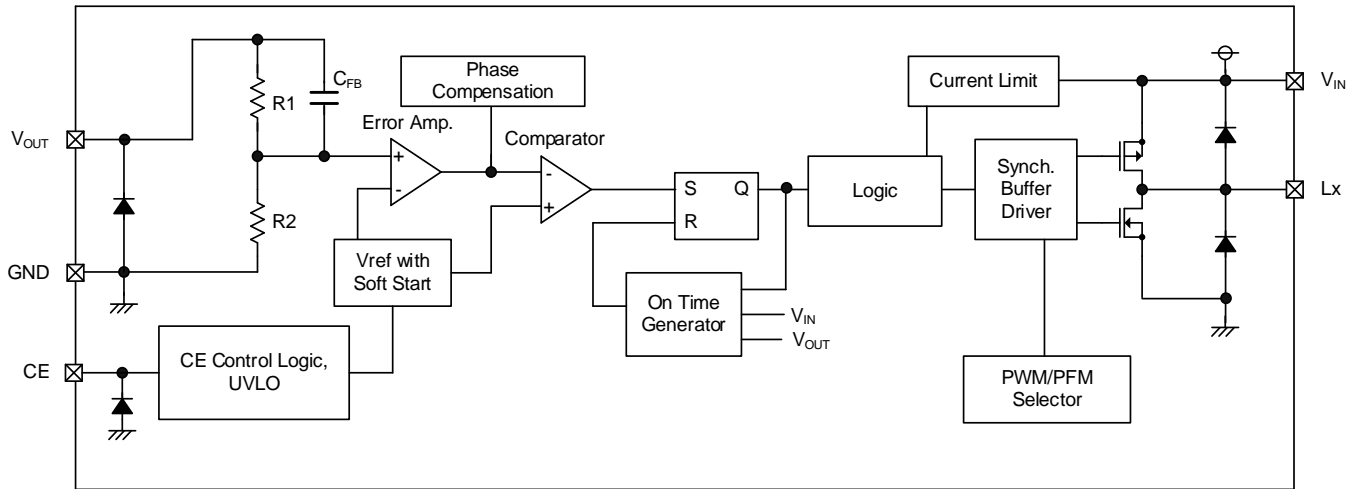 Phase
Compensation
Current Limit
V_IN
C_FB
R1
Error Amp.
Comparator
V_OUT
+
-
-
+
S
Q
R
Logic
Synch.
Buffer
Driver
Lx
R2
GND
Vref with
Soft Start
On Time
Generator
V_IN
V_OUT
CE
CE Control Logic,
UVLO
PWM/PFM
Selector